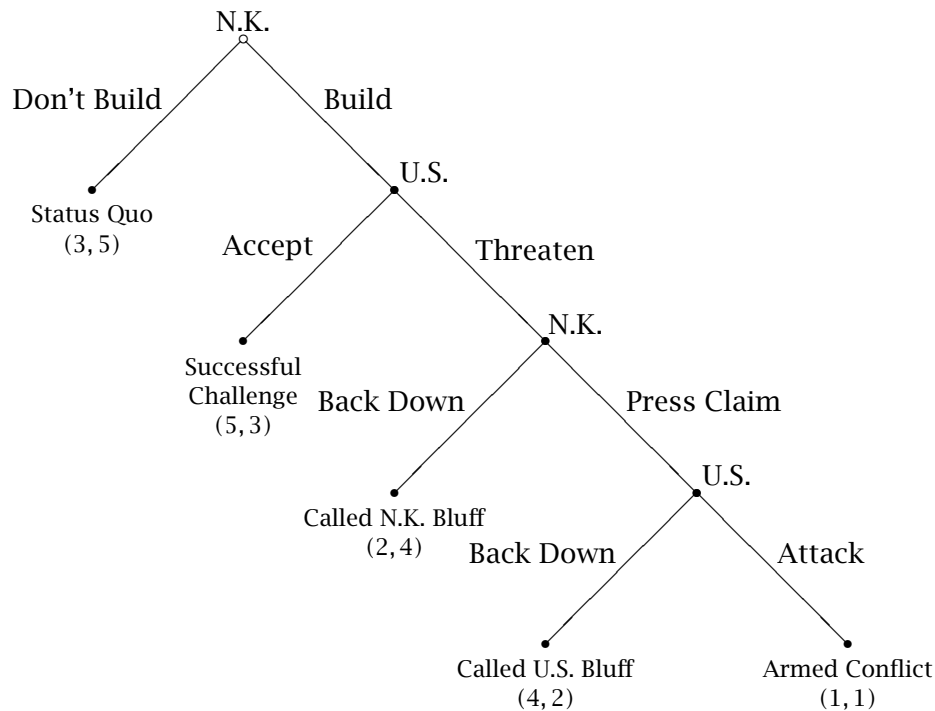 N.K.
Don't Build
Build
U.S.
Status Quo
(3, 5)
Accept
Threaten
N.K.
Successful
Challenge
(5, 3)
Back Down
Press Claim
U.S.
Called N.K. Bluff
(2, 4)
Back Down
Attack
Called U.S. Bluff
(4, 2)
Armed Conflict
(1, 1)